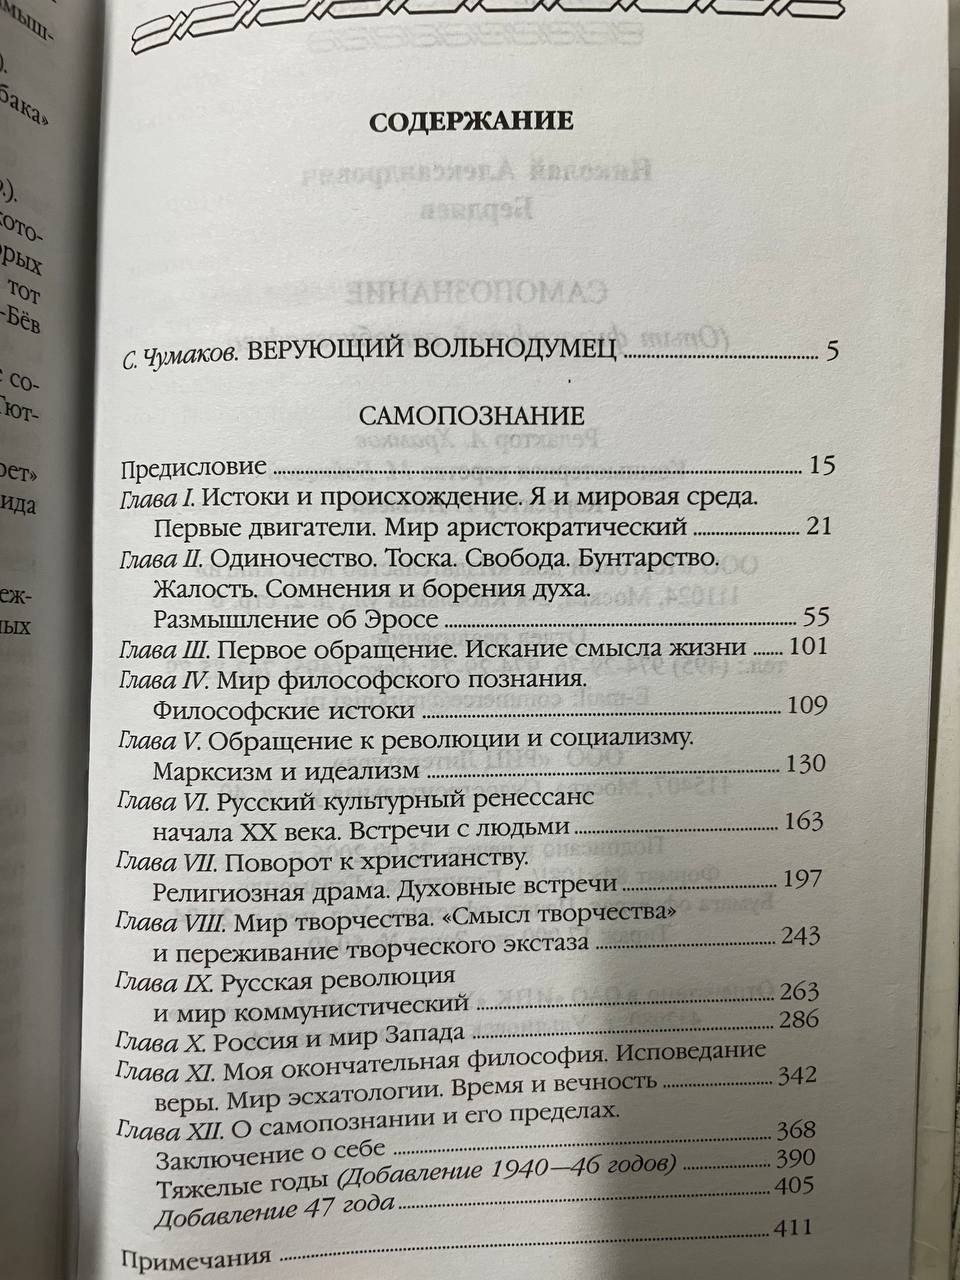 СОДЕРЖАНИЕ
С. Чумаков. ВЕРУЮЩИЙ ВОЛЬНОДУМЕЦ ........ 5
САМОПОЗНАНИЕ
Предисловие ........ 15
Глава I. Истоки и происхождение. Я и мировая среда.
Первые двигатели. Мир аристократический ........ 21
Глава II. Одиночество. Тоска. Свобода. Бунтарство.
Жалость. Сомнения и борения духа.
Размышление об Эросе ........ 55
Глава III. Первое обращение. Искание смысла жизни ...... 101
Глава IV. Мир философского познания.
Философские истоки ........ 109
Глава V. Обращение к революции и социализму.
Марксизм и идеализм ........ 130
Глава VI. Русский культурный ренессанс
начала XX века. Встречи с людьми ........ 163
Глава VII. Поворот к христианству.
Религиозная драма. Духовные встречи ........ 197
Глава VIII. Мир творчества. «Смысл творчества»
и переживание творческого экстаза ........ 243
Глава IX. Русская революция
и мир коммунистический ........ 263
Глава X. Россия и мир Запада ........ 286
Глава XI. Моя окончательная философия. Исповедание
веры. Мир эсхатологии. Время и вечность ........ 342
Глава XII. О самопознании и его пределах.
Заключение о себе ........ 368
Тяжелые годы (Добавление 1940—46 годов) ........ 390
Добавление 47 года ........ 405
Примечания ........ 411